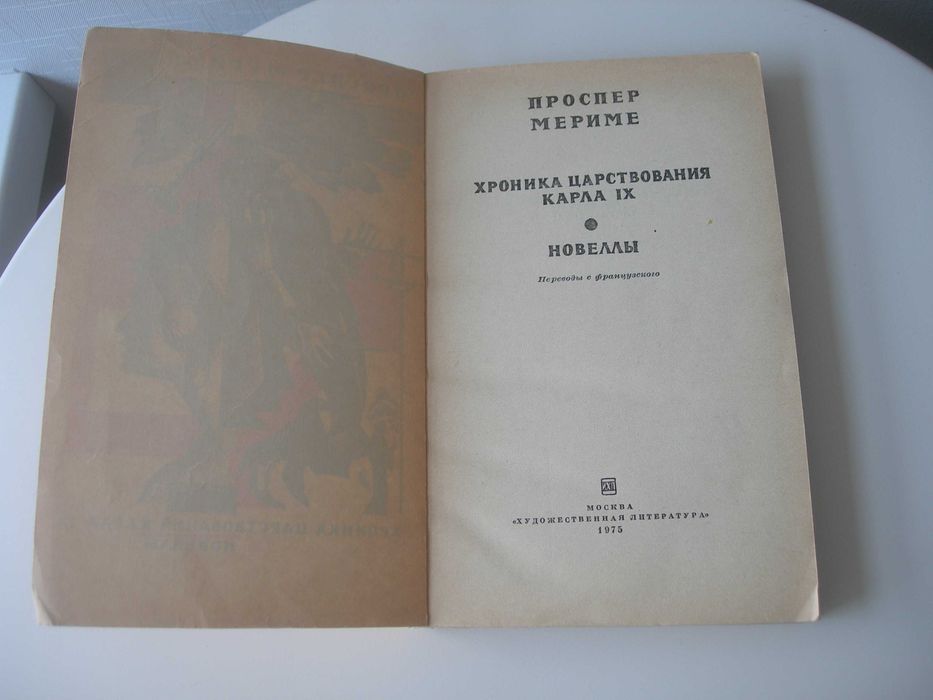 ПРОСПЕР
МЕРИМЕ
ХРОНИКА ЦАРСТВОВАНИЯ
КАРЛА IX
НОВЕЛЛЫ
Переводы с французского
МОСКВА
«ХУДОЖЕСТВЕННАЯ ЛИТЕРАТУРА»
1975